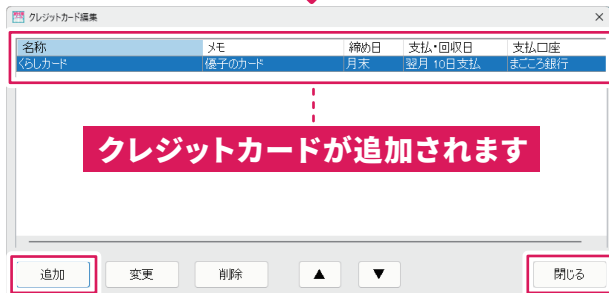 クレジットカード編集
名称 メモ 締め日 支払・回収日 支払口座
くらしカード 優子のカード 月末 翌月 10日支払 まごころ銀行
クレジットカードが追加されます
追加 変更 削除 ▲ ▼ 閉じる